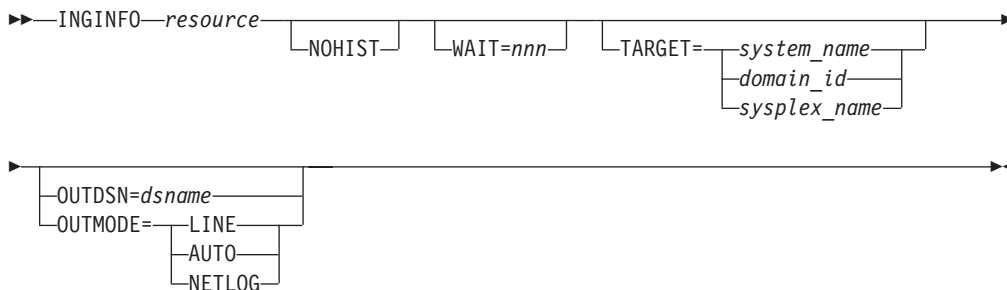 INGINFO resource NOHIST WAIT=nnn TARGET= system_name
domain_id
sysplex_name
OUTDSN=dsname
OUTMODE= LINE
AUTO
NETLOG